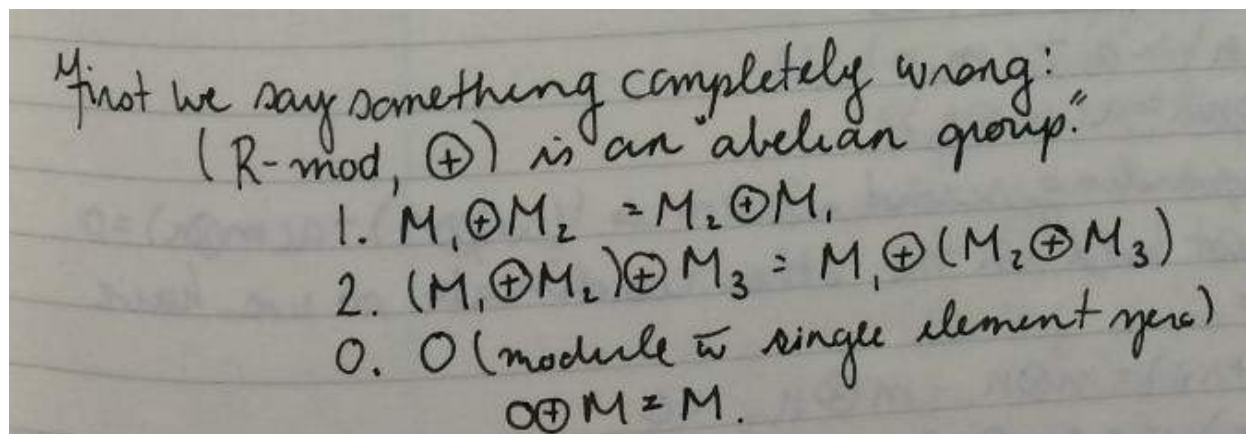 First we say something completely wrong:
(R-mod, ⊕) is an "abelian group."
1. M₁⊕M₂ = M₂⊕M₁
2. (M₁⊕M₂)⊕M₃ = M₁⊕(M₂⊕M₃)
0. O (module w̄ single element zero)
O⊕M = M.